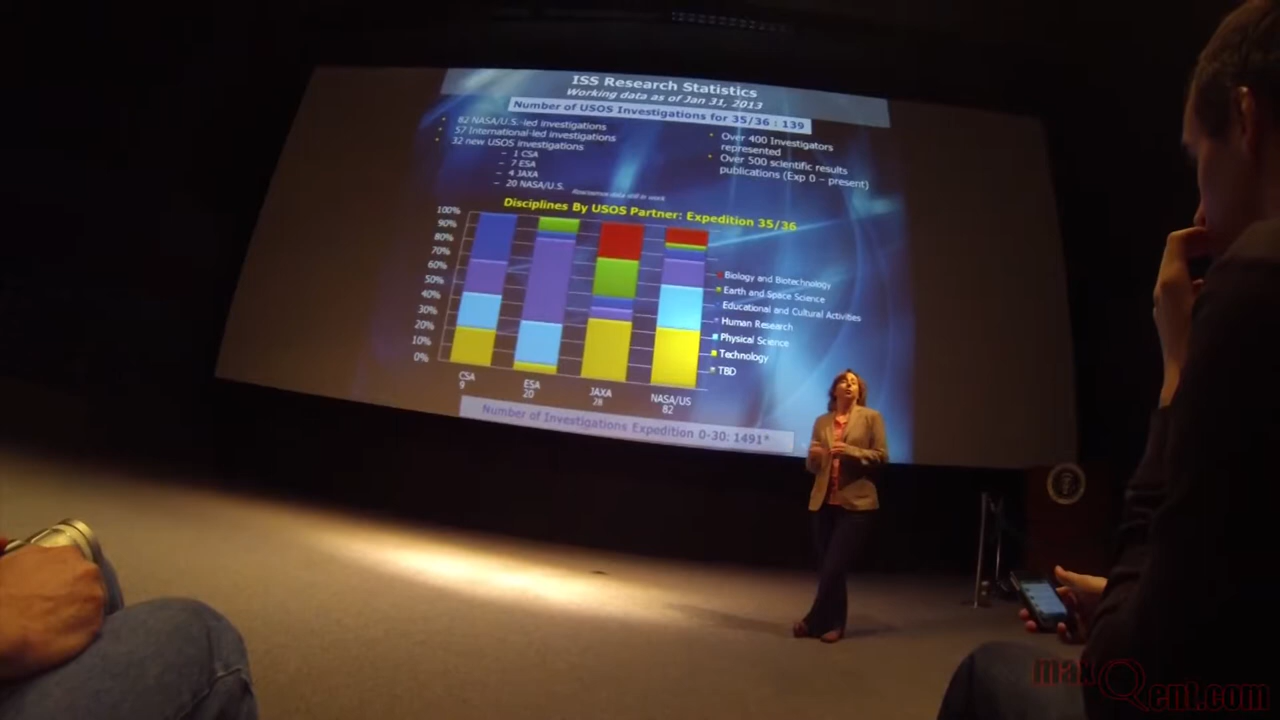 ISS Research Statistics
Working data as of Jan 31, 2013
Number of USOS Investigations for 35/36 : 139
• 82 NASA/U.S.-led investigations
• 57 International-led investigations
• 32 new USOS investigations
– 1 CSA
– 7 ESA
– 4 JAXA
– 20 NASA/U.S.
• Over 400 Investigators
represented
• Over 500 scientific results
publications (Exp 0 – present)
Roscosmos data still in work
Disciplines By USOS Partner: Expedition 35/36
100%
90%
80%
70%
60%
50%
40%
30%
20%
10%
0%
CSA
9
ESA
20
JAXA
28
NASA/US
82
Biology and Biotechnology
Earth and Space Science
Educational and Cultural Activities
Human Research
Physical Science
Technology
TBD
Number of Investigations Expedition 0-30: 1491*
maxQent.com